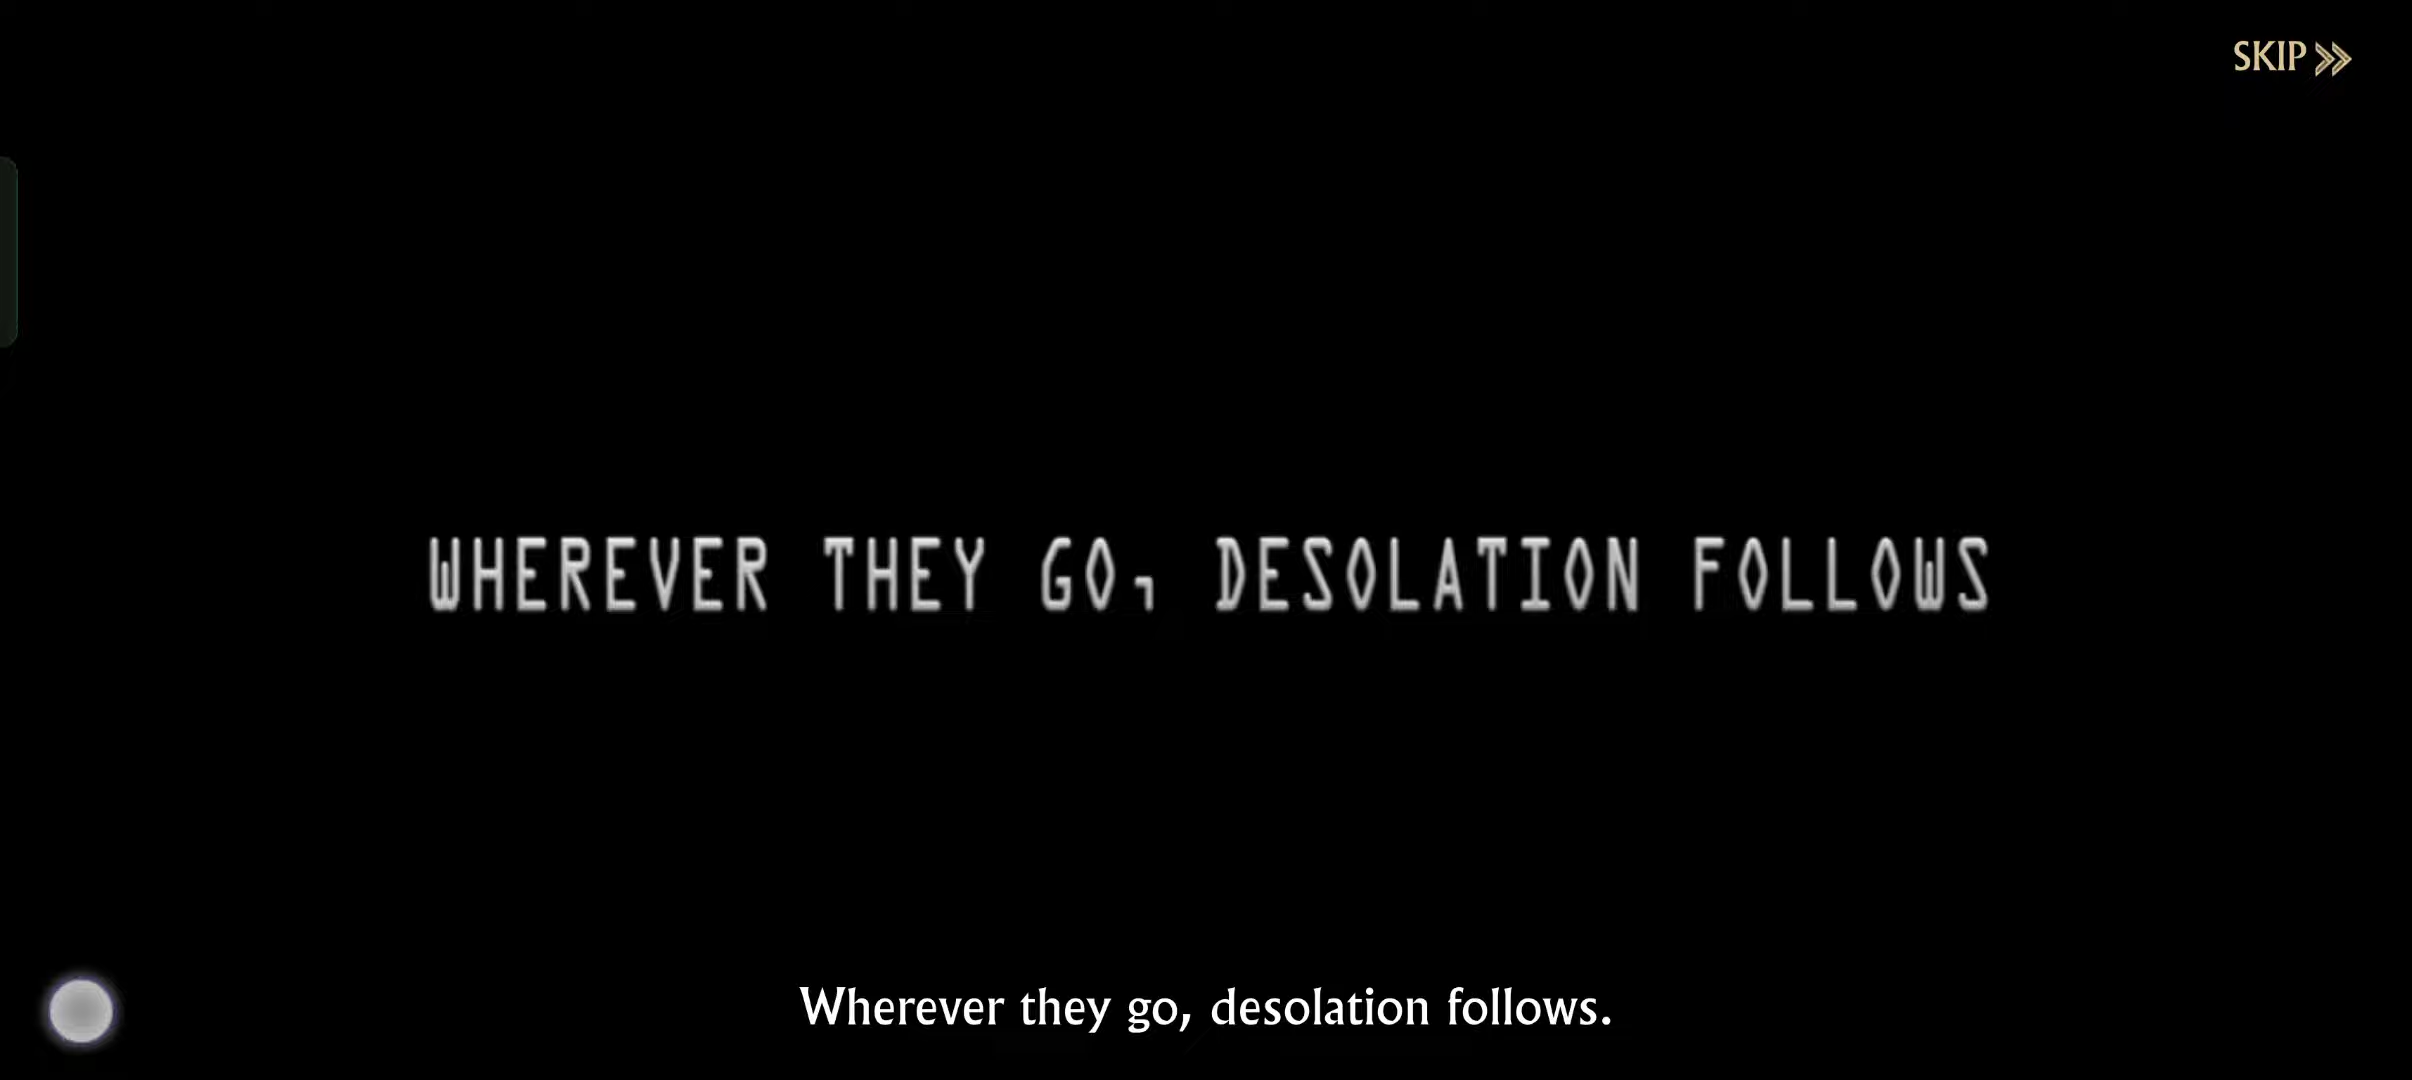 SKIP
WHEREVER THEY GO, DESOLATION FOLLOWS
Wherever they go, desolation follows.